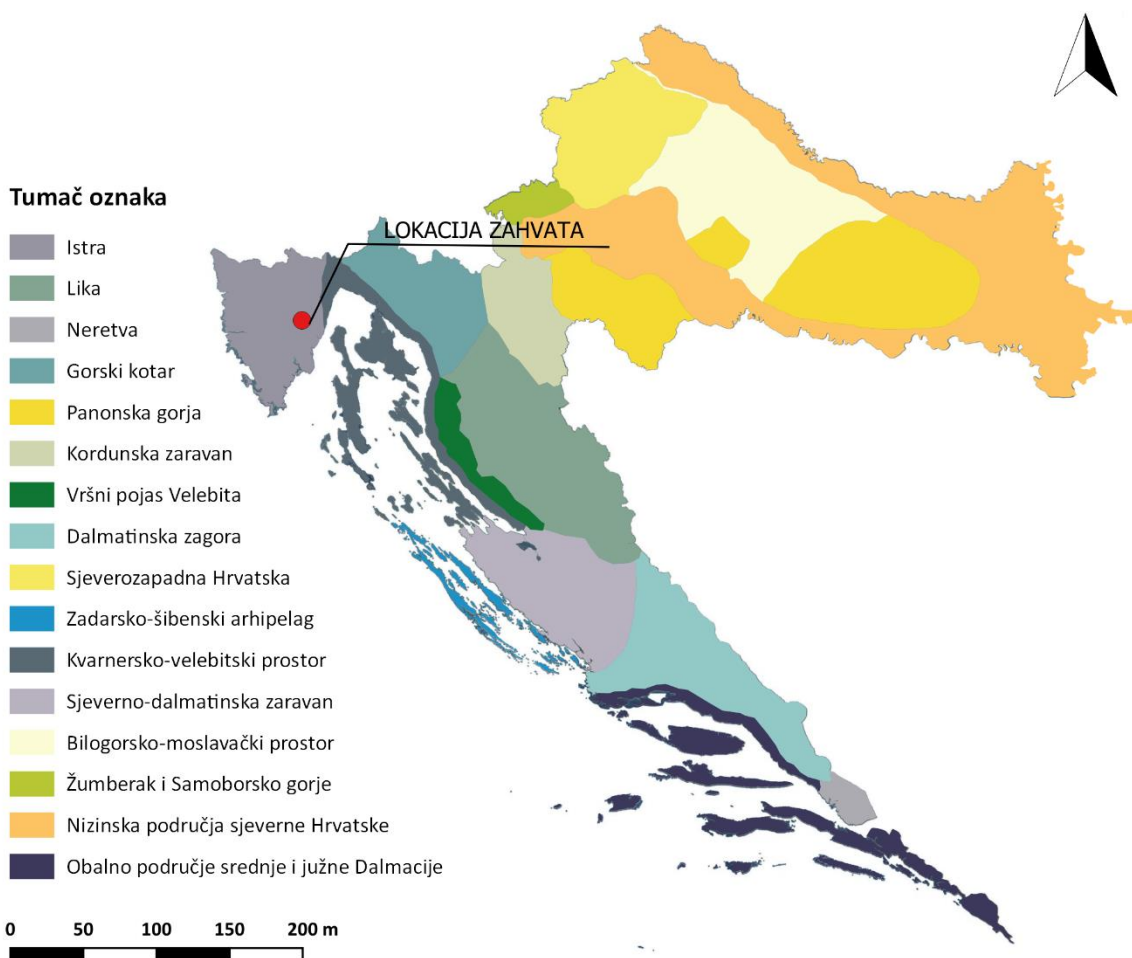 LOKACIJA ZAHVATA
Tumač oznaka
Istra
Lika
Neretva
Gorski kotar
Panonska gorja
Kordunska zaravan
Vršni pojas Velebita
Dalmatinska zagora
Sjeverozapadna Hrvatska
Zadarsko-šibenski arhipelag
Kvarnersko-velebitski prostor
Sjeverno-dalmatinska zaravan
Bilogorsko-moslavački prostor
Žumberak i Samoborsko gorje
Nizinska područja sjeverne Hrvatske
Obalno područje srednje i južne Dalmacije
0 50 100 150 200 m